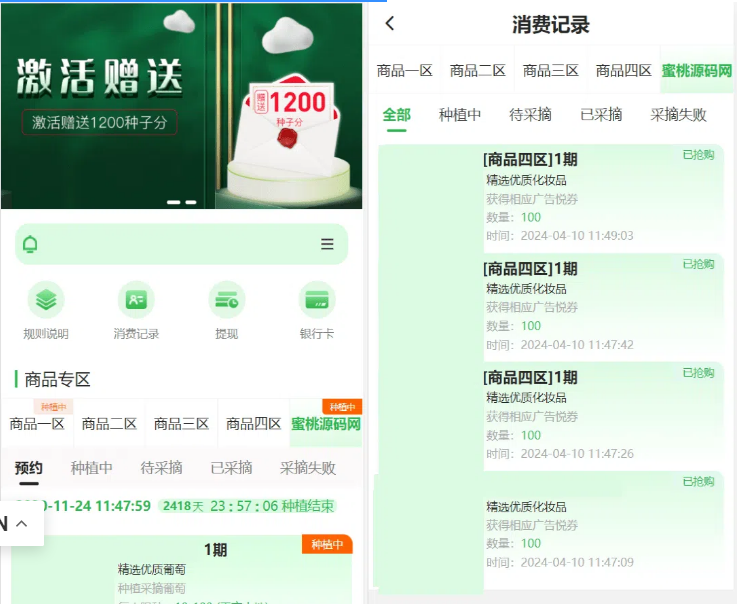 激活赠送
激活赠送1200种子分
赠送
1200
种子分
规则说明
消费记录
提现
银行卡
商品专区
种植中
种植中
商品一区
商品二区
商品三区
商品四区
蜜桃源码网
预约
种植中
待采摘
已采摘
采摘失败
0-11-24 11:47:59
2418天 23:57:06 种植结束
N
种植中
1期
精选优质葡萄
种植采摘葡萄
消费记录
商品一区
商品二区
商品三区
商品四区
蜜桃源码网
全部
种植中
待采摘
已采摘
采摘失败
[商品四区]1期
已抢购
精选优质化妆品
获得相应广告悦券
数量：100
时间：2024-04-10 11:49:03
[商品四区]1期
已抢购
精选优质化妆品
获得相应广告悦券
数量：100
时间：2024-04-10 11:47:42
[商品四区]1期
已抢购
精选优质化妆品
获得相应广告悦券
数量：100
时间：2024-04-10 11:47:26
已抢购
精选优质化妆品
获得相应广告悦券
数量：100
时间：2024-04-10 11:47:09